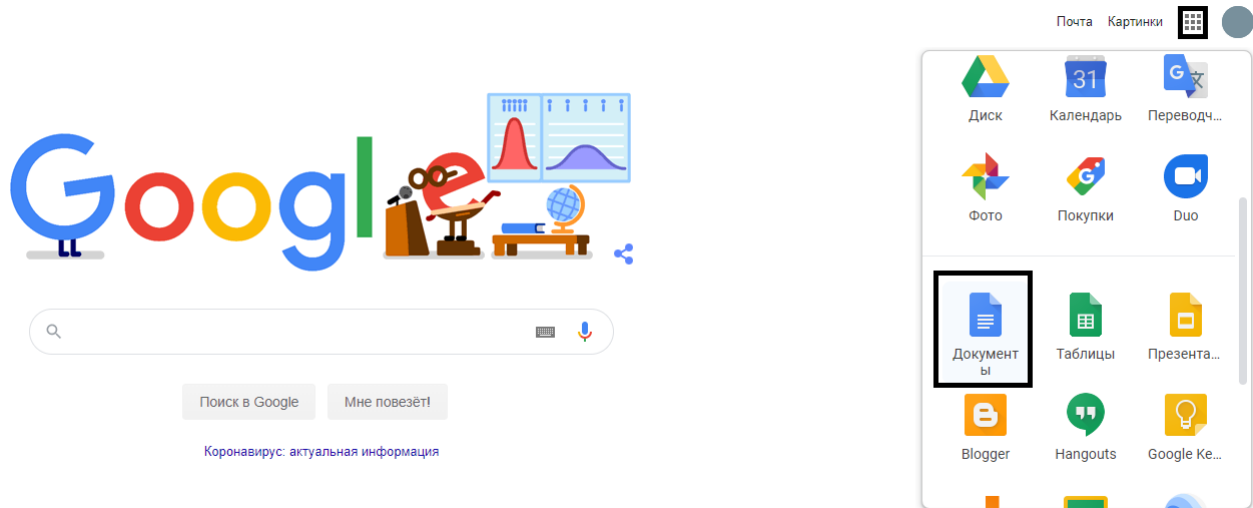 Почта Картинки
Google
31
Диск Календарь Переводч...
Фото Покупки Duo
Документ
ы
Таблицы Презента...
Blogger Hangouts Google Ke...
Поиск в Google Мне повезёт!
Коронавирус: актуальная информация